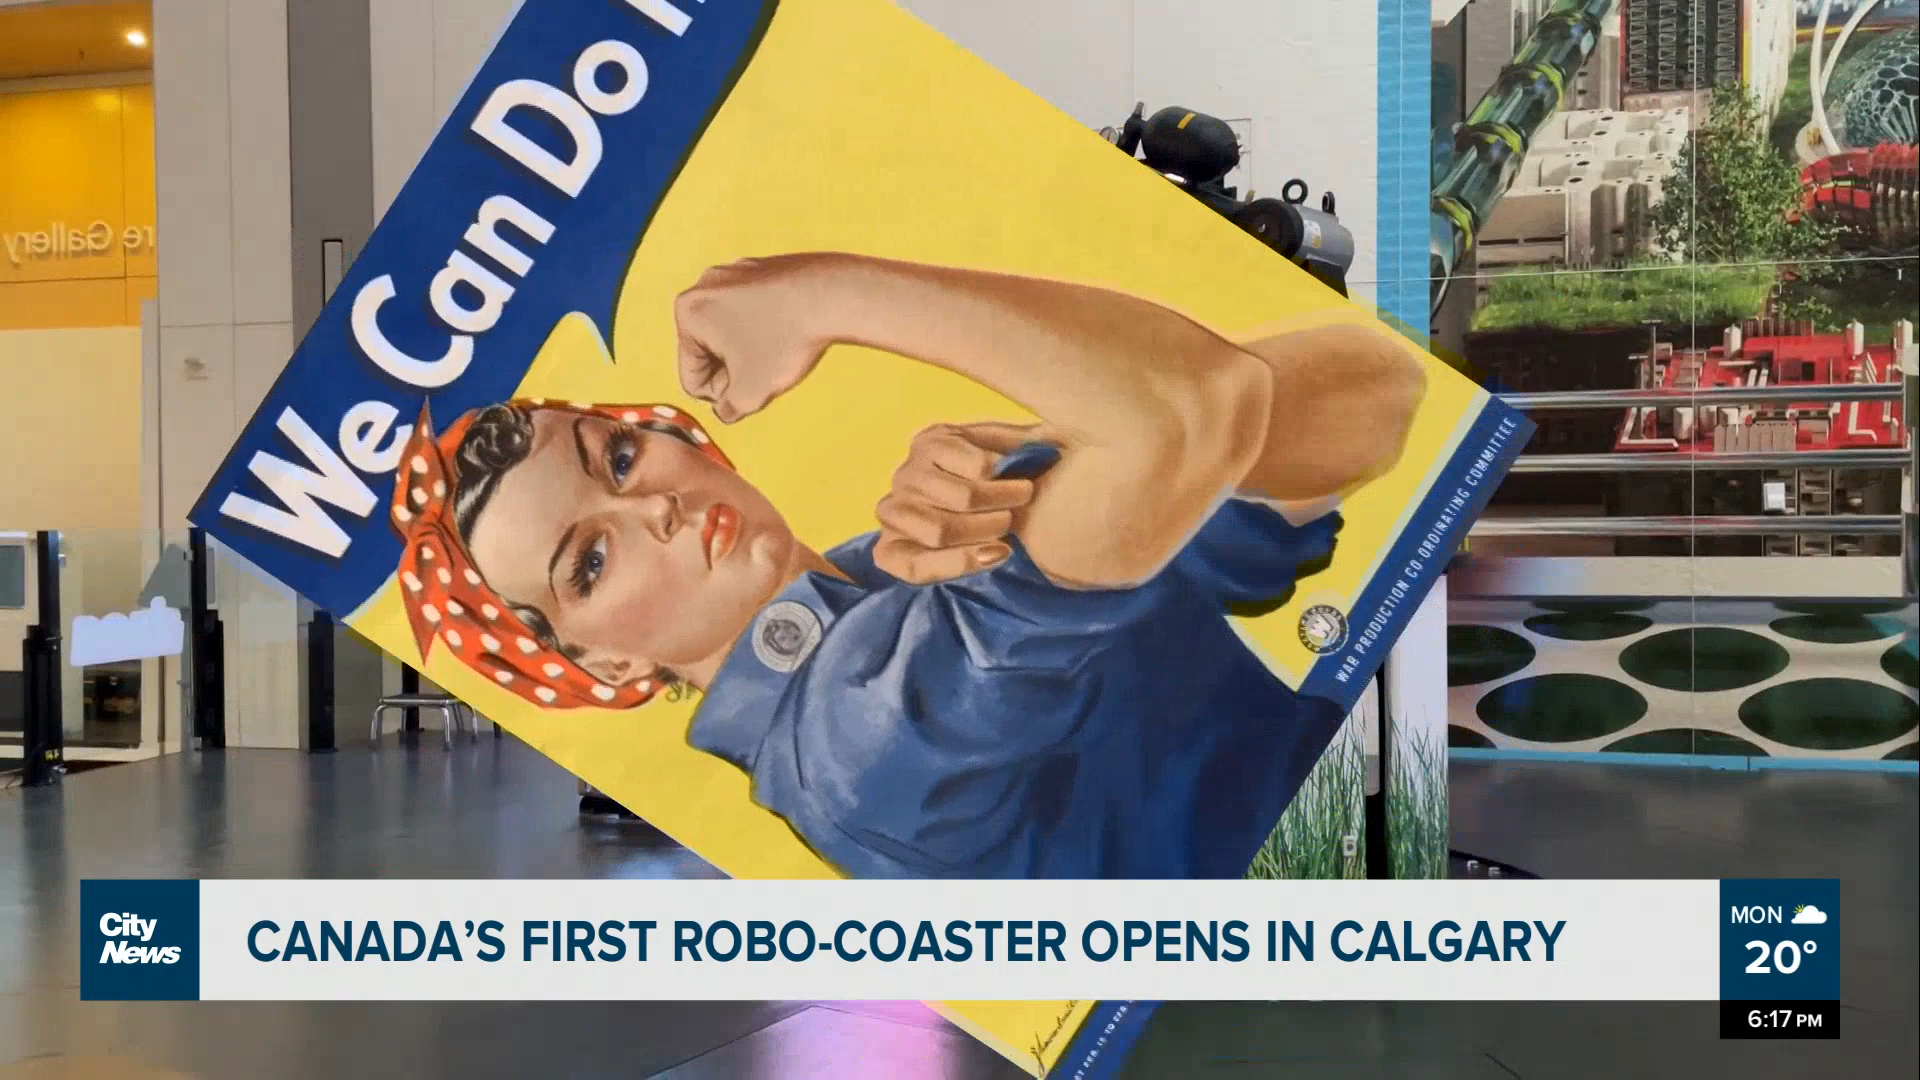 We Can Do It
re Gallery
WAR PRODUCTION CO-ORDINATING COMMITTEE
City
News
CANADA'S FIRST ROBO-COASTER OPENS IN CALGARY
MON
20°
6:17 PM